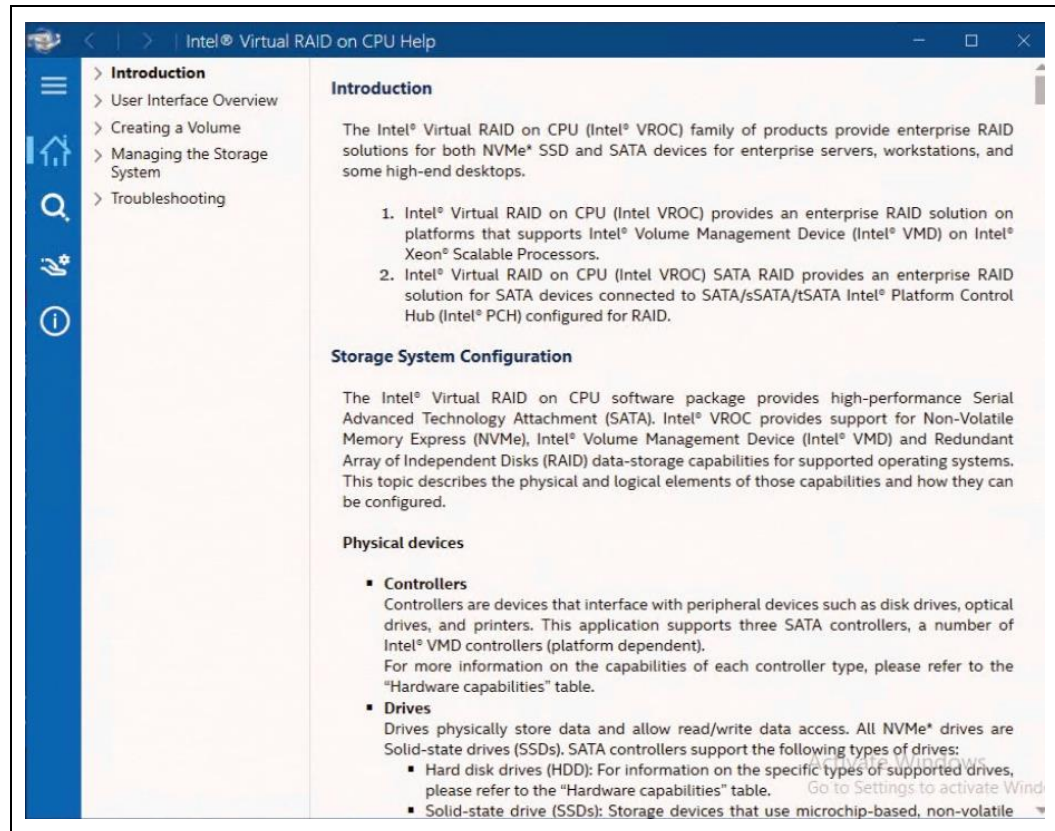 Intel® Virtual RAID on CPU Help
Introduction
User Interface Overview
Creating a Volume
Managing the Storage
System
Troubleshooting
Introduction
The Intel® Virtual RAID on CPU (Intel® VROC) family of products provide enterprise RAID
solutions for both NVMe* SSD and SATA devices for enterprise servers, workstations, and
some high-end desktops.
1. Intel® Virtual RAID on CPU (Intel VROC) provides an enterprise RAID solution on
platforms that supports Intel® Volume Management Device (Intel® VMD) on Intel®
Xeon® Scalable Processors.
2. Intel® Virtual RAID on CPU (Intel VROC) SATA RAID provides an enterprise RAID
solution for SATA devices connected to SATA/sSATA/tSATA Intel® Platform Control
Hub (Intel® PCH) configured for RAID.
Storage System Configuration
The Intel® Virtual RAID on CPU software package provides high-performance Serial
Advanced Technology Attachment (SATA). Intel® VROC provides support for Non-Volatile
Memory Express (NVMe), Intel® Volume Management Device (Intel® VMD) and Redundant
Array of Independent Disks (RAID) data-storage capabilities for supported operating systems.
This topic describes the physical and logical elements of those capabilities and how they can
be configured.
Physical devices
▪ Controllers
Controllers are devices that interface with peripheral devices such as disk drives, optical
drives, and printers. This application supports three SATA controllers, a number of
Intel® VMD controllers (platform dependent).
For more information on the capabilities of each controller type, please refer to the
“Hardware capabilities” table.
▪ Drives
Drives physically store data and allow read/write data access. All NVMe* drives are
Solid-state drives (SSDs). SATA controllers support the following types of drives:
▪ Hard disk drives (HDD): For information on the specific types of supported drives,
please refer to the “Hardware capabilities” table.
▪ Solid-state drive (SSDs): Storage devices that use microchip-based, non-volatile
Activate Windows
Go to Settings to activate Wind